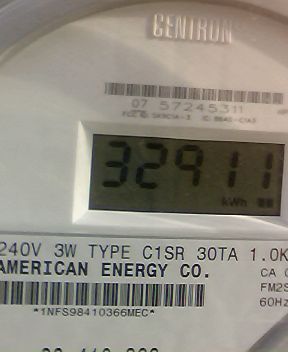 CENTRON
07 57245311
32911
kWh
240V 3W TYPE C1SR 30TA 1.0K
AMERICAN ENERGY CO.
CA
FM2S
60Hz
*1NFS98410366MEC*